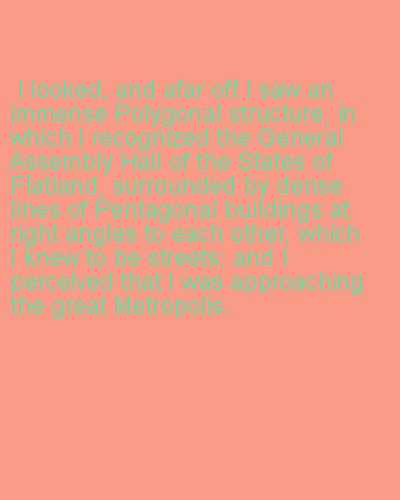 I looked, and afar off I saw an
immense Polygonal structure, in
which I recognized the General
Assembly Hall of the States of
Flatland, surrounded by dense
lines of Pentagonal buildings at
right angles to each other, which
I knew to be streets; and I
perceived that I was approaching
the great Metropolis.